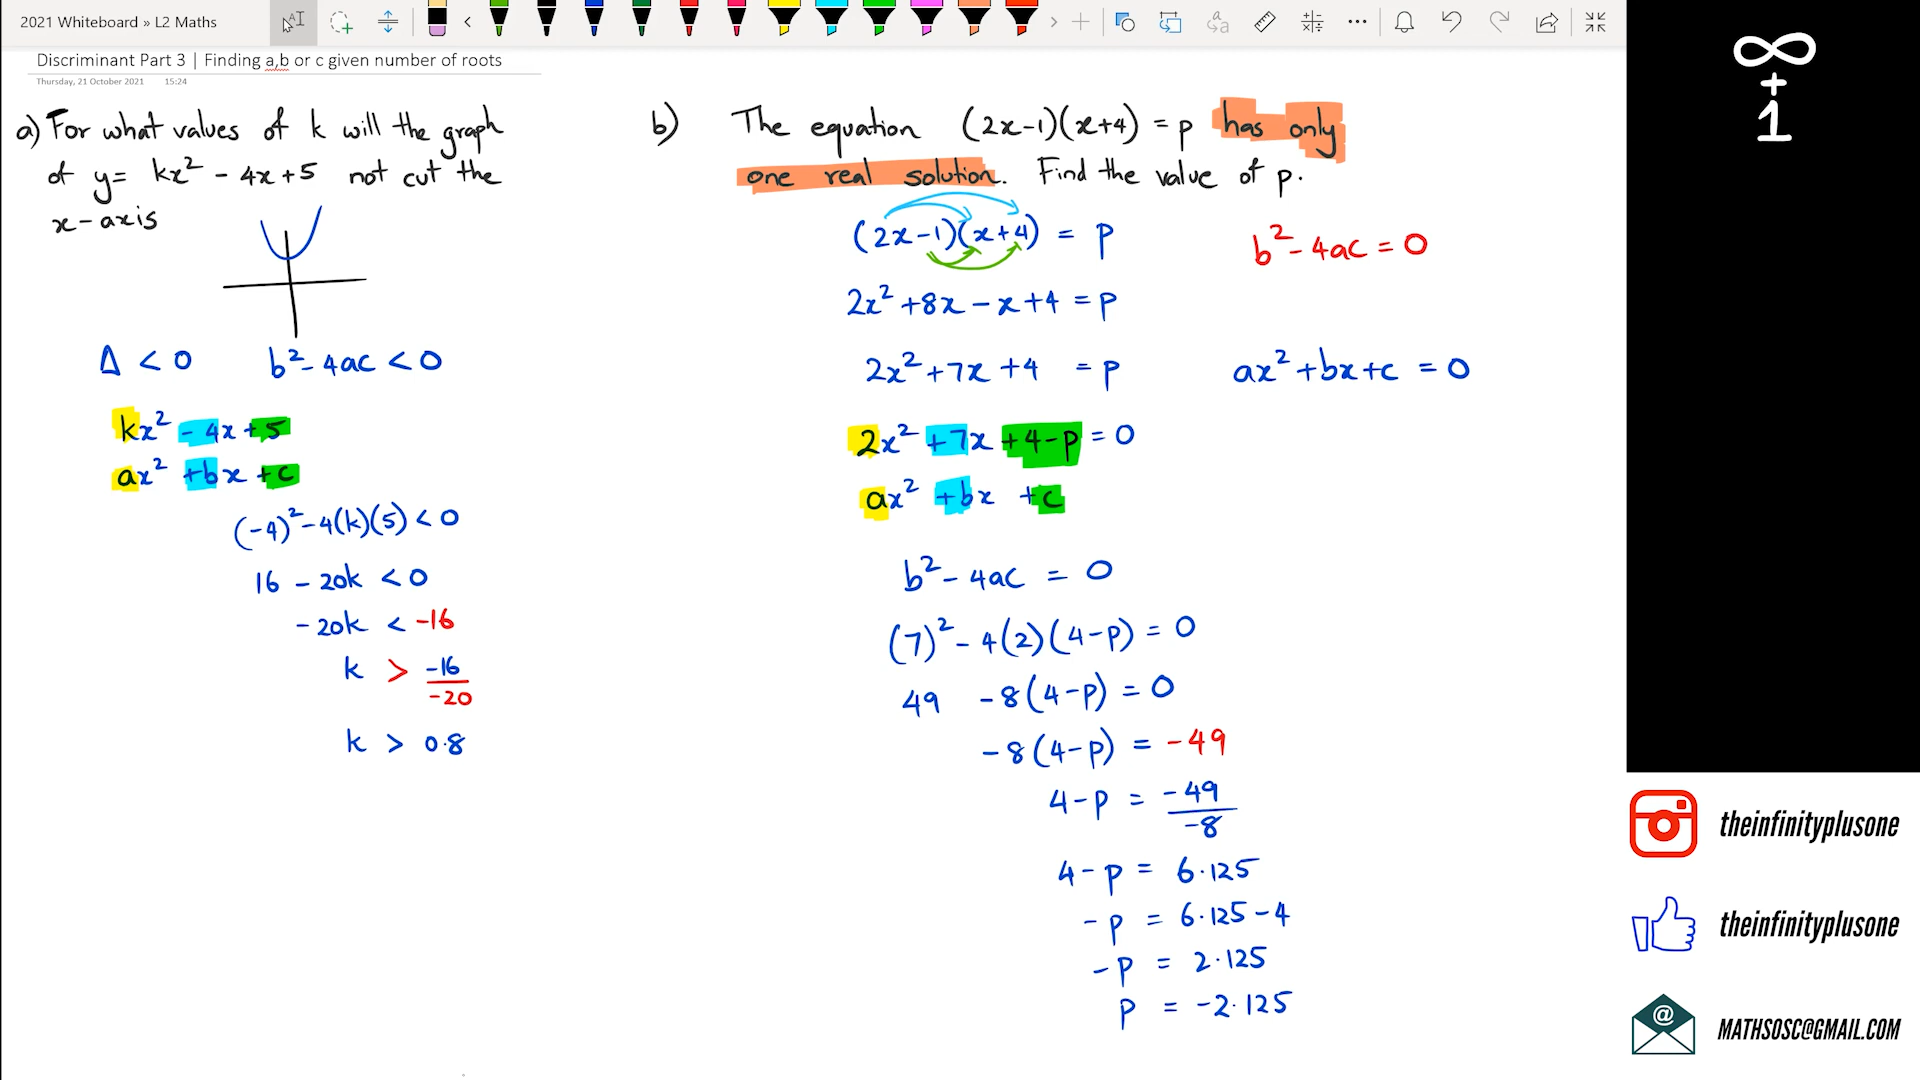 2021 Whiteboard » L2 Maths
Discriminant Part 3 | Finding a,b or c given number of roots
Thursday, 21 October 2021 15:24
a) For what values of k will the graph
of y= kx² - 4x+5 not cut the
x-axis
Δ < 0 b²-4ac < 0
kx² -4x+5
ax² +bx +c
(-4)²-4(k)(5) < 0
16 - 20k < 0
-20k < -16
k > -16/-20
k > 0.8
b) The equation (2x-1)(x+4) = p has only
one real solution. Find the value of p.
(2x-1)(x+4) = p
b²-4ac = 0
2x²+8x-x+4 = p
2x²+7x+4 = p
ax²+bx+c = 0
2x² +7x +4-p = 0
ax² +bx +c
b²-4ac = 0
(7)²-4(2)(4-p) = 0
49 -8(4-p) = 0
-8(4-p) = -49
4-p = -49/-8
4-p = 6.125
-p = 6.125-4
-p = 2.125
p = -2.125
∞
+
1
theinfinityplusone
theinfinityplusone
@
MATHSOSC@GMAIL.COM